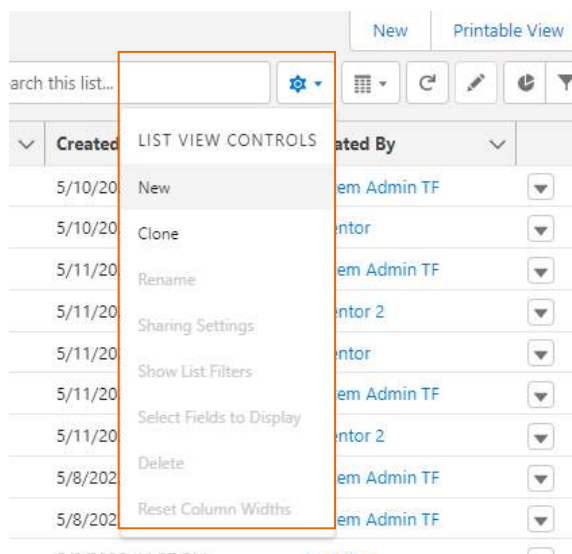 New Printable View
arch this list...
Created LIST VIEW CONTROLS ated By
5/10/20 New em Admin TF
5/10/20 Clone entor
5/11/20 Rename em Admin TF
5/11/20 Sharing Settings entor 2
5/11/20 Show List Filters entor
5/11/20 Select Fields to Display em Admin TF
5/11/20 Delete entor 2
5/8/202 em Admin TF
5/8/202 Reset Column Widths em Admin TF